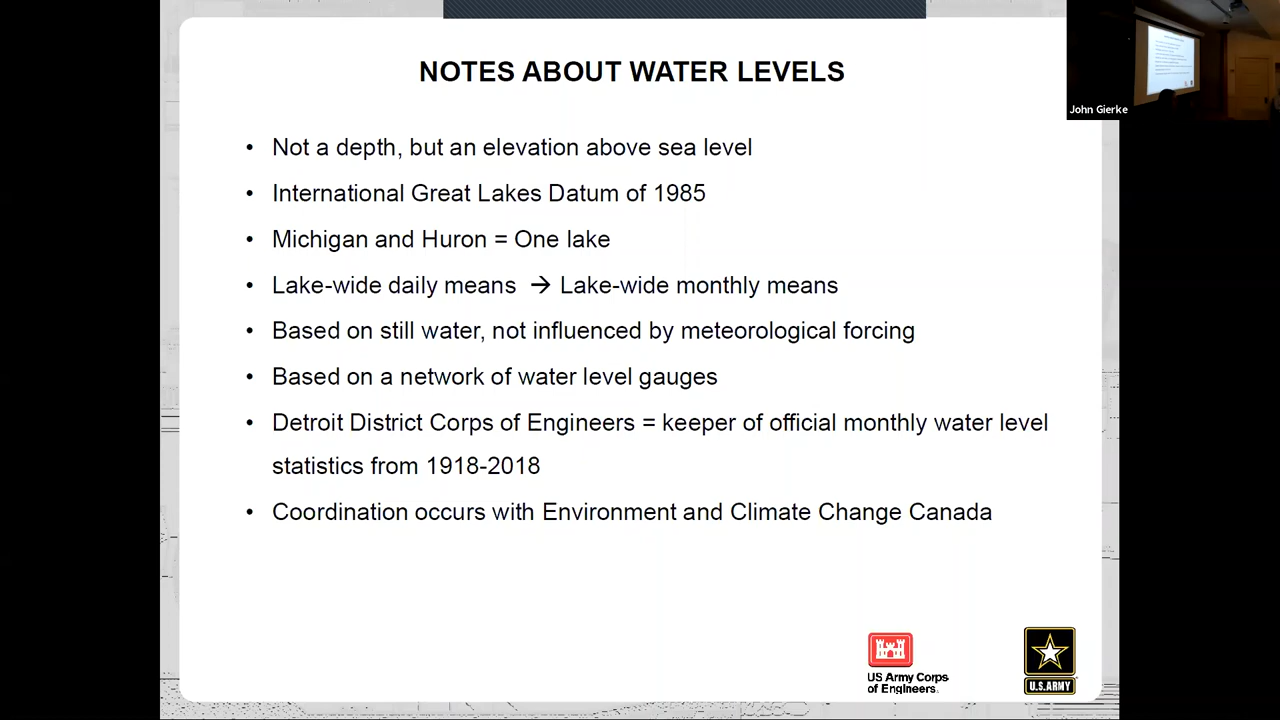 NOTES ABOUT WATER LEVELS
John Gierke
• Not a depth, but an elevation above sea level
• International Great Lakes Datum of 1985
• Michigan and Huron = One lake
• Lake-wide daily means → Lake-wide monthly means
• Based on still water, not influenced by meteorological forcing
• Based on a network of water level gauges
• Detroit District Corps of Engineers = keeper of official monthly water level
statistics from 1918-2018
• Coordination occurs with Environment and Climate Change Canada
US Army Corps
of Engineers
U.S.ARMY